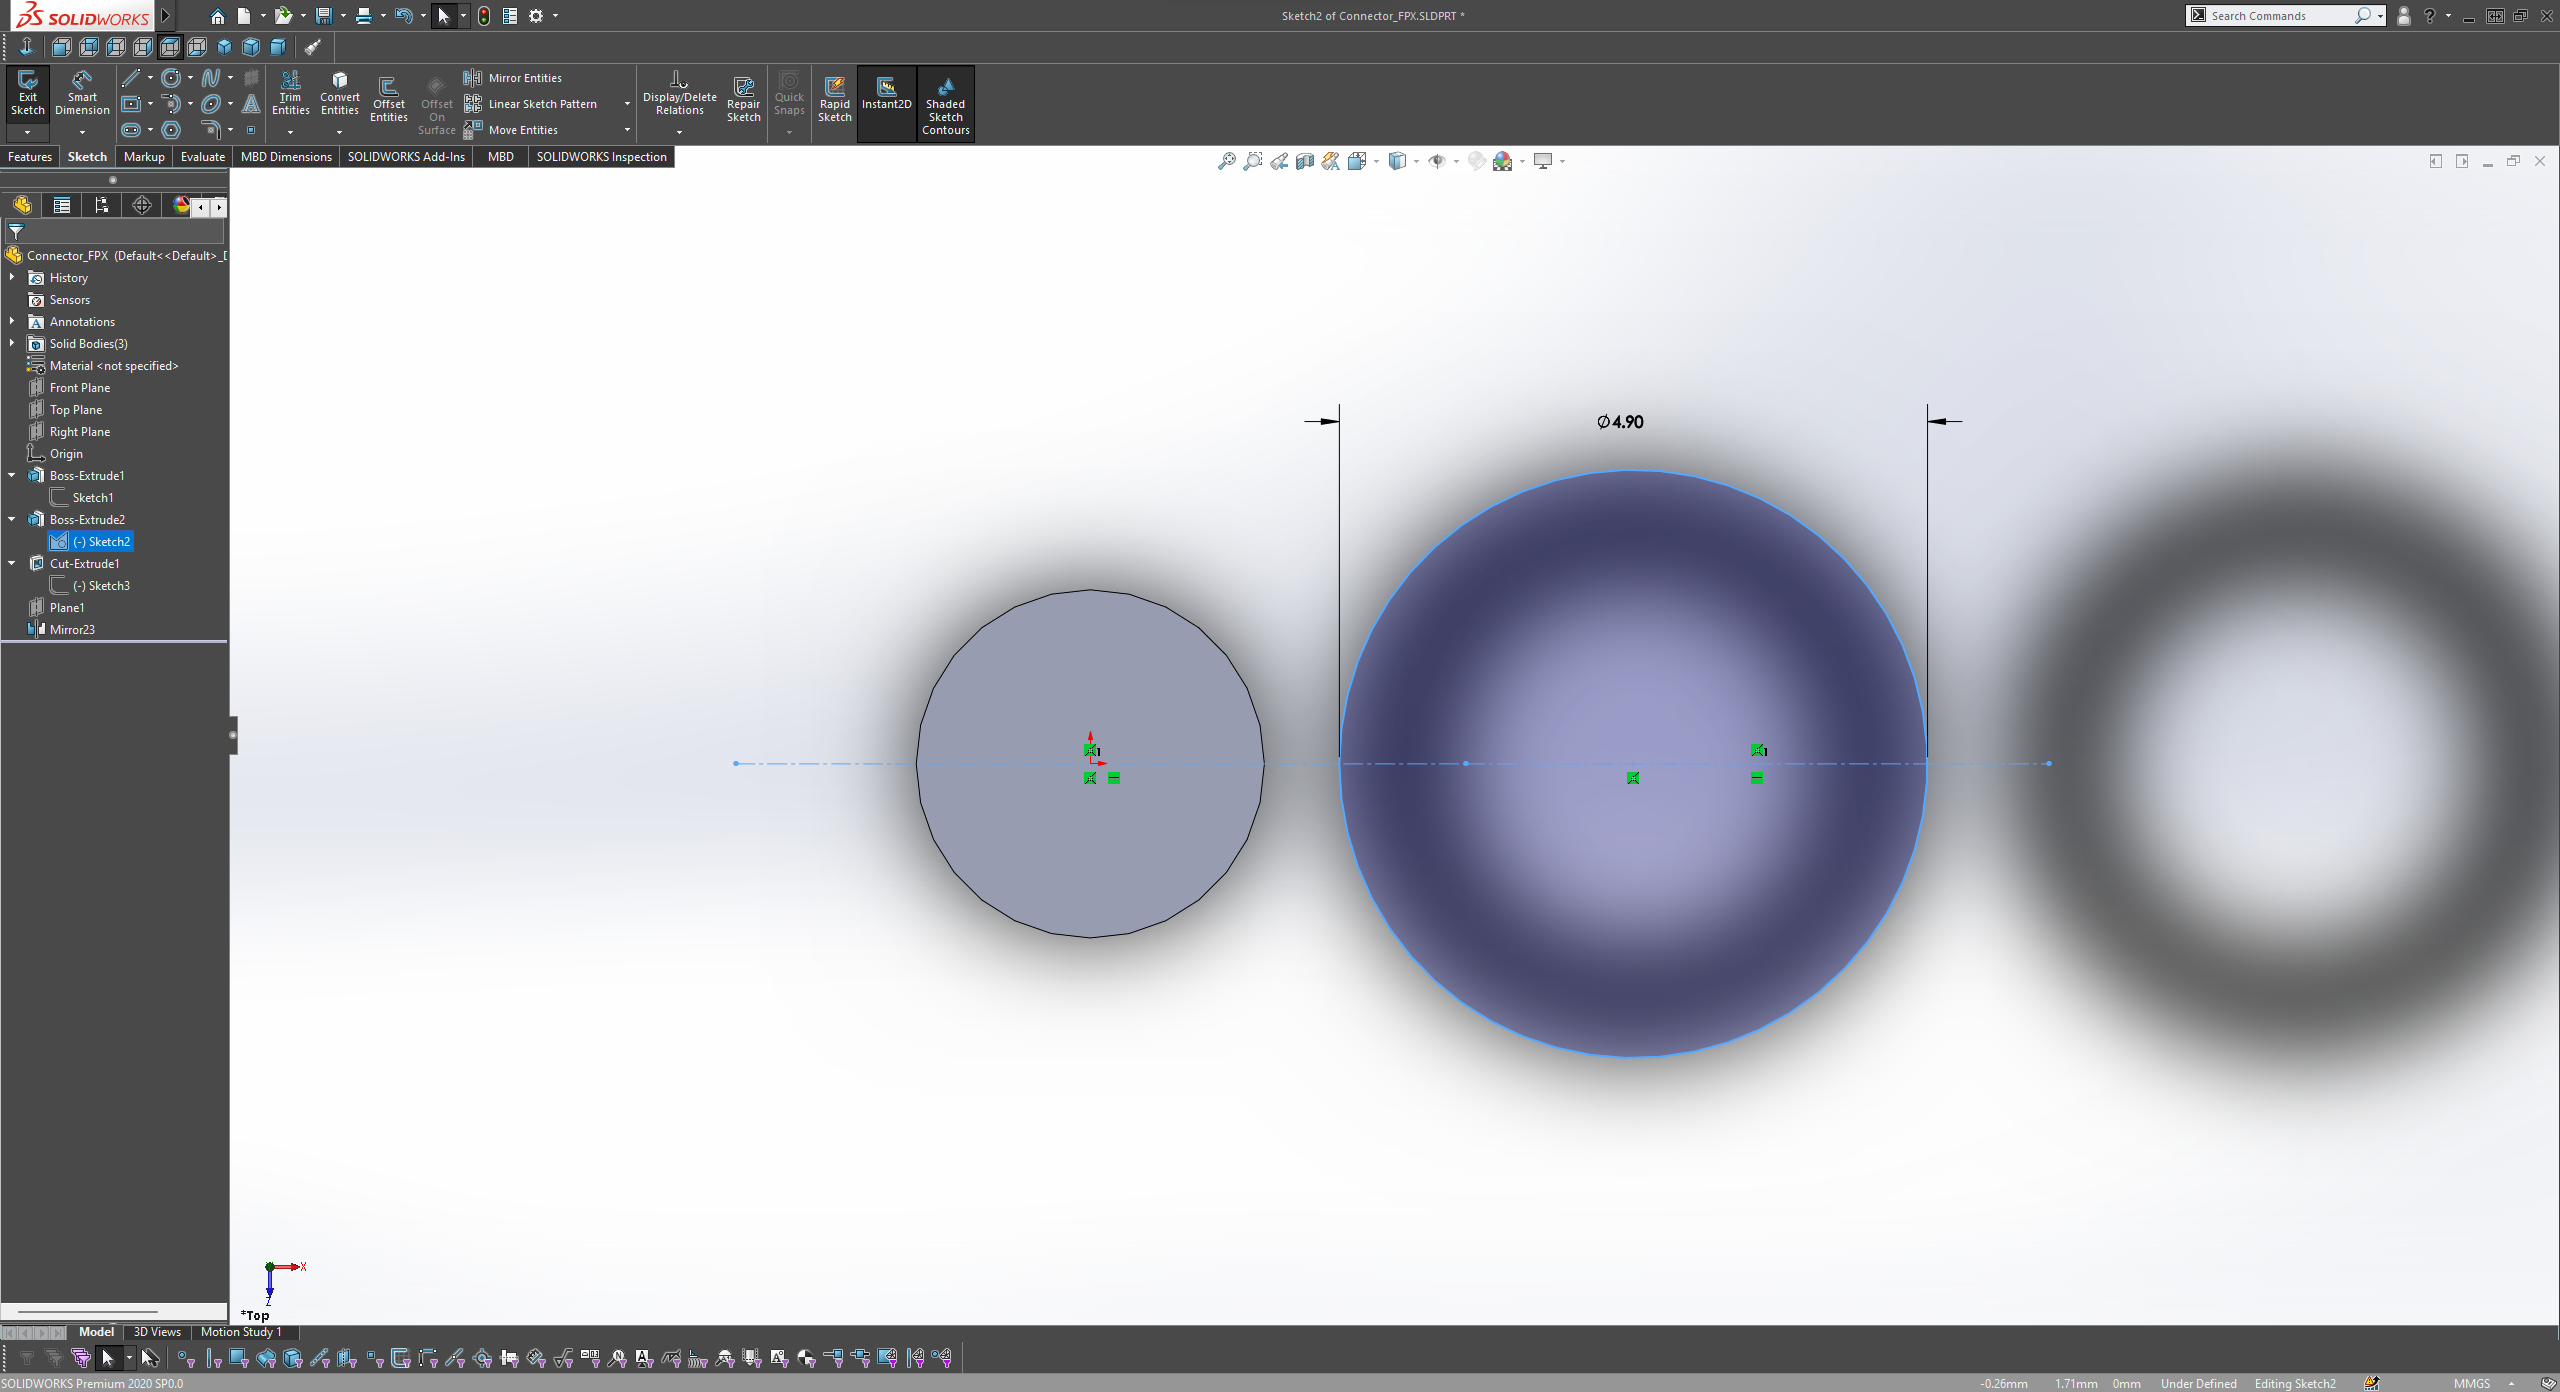 SOLIDWORKS
Sketch2 of Connector_FPX.SLDPRT *
Search Commands
Exit Sketch
Smart Dimension
Trim Entities
Convert Entities
Offset Entities
Offset On Surface
Mirror Entities
Linear Sketch Pattern
Move Entities
Display/Delete Relations
Repair Sketch
Quick Snaps
Rapid Sketch
Instant2D
Shaded Sketch Contours
Features Sketch Markup Evaluate MBD Dimensions SOLIDWORKS Add-Ins MBD SOLIDWORKS Inspection
Connector_FPX (Default<<Default>_D
History
Sensors
Annotations
Solid Bodies(3)
Material <not specified>
Front Plane
Top Plane
Right Plane
Origin
Boss-Extrude1
Sketch1
Boss-Extrude2
(-) Sketch2
Cut-Extrude1
(-) Sketch3
Plane1
Mirror23
Ø4.90
1
1
X
Z
*Top
Model 3D Views Motion Study 1
SOLIDWORKS Premium 2020 SP0.0
-0.26mm 1.71mm 0mm Under Defined Editing Sketch2 MMGS